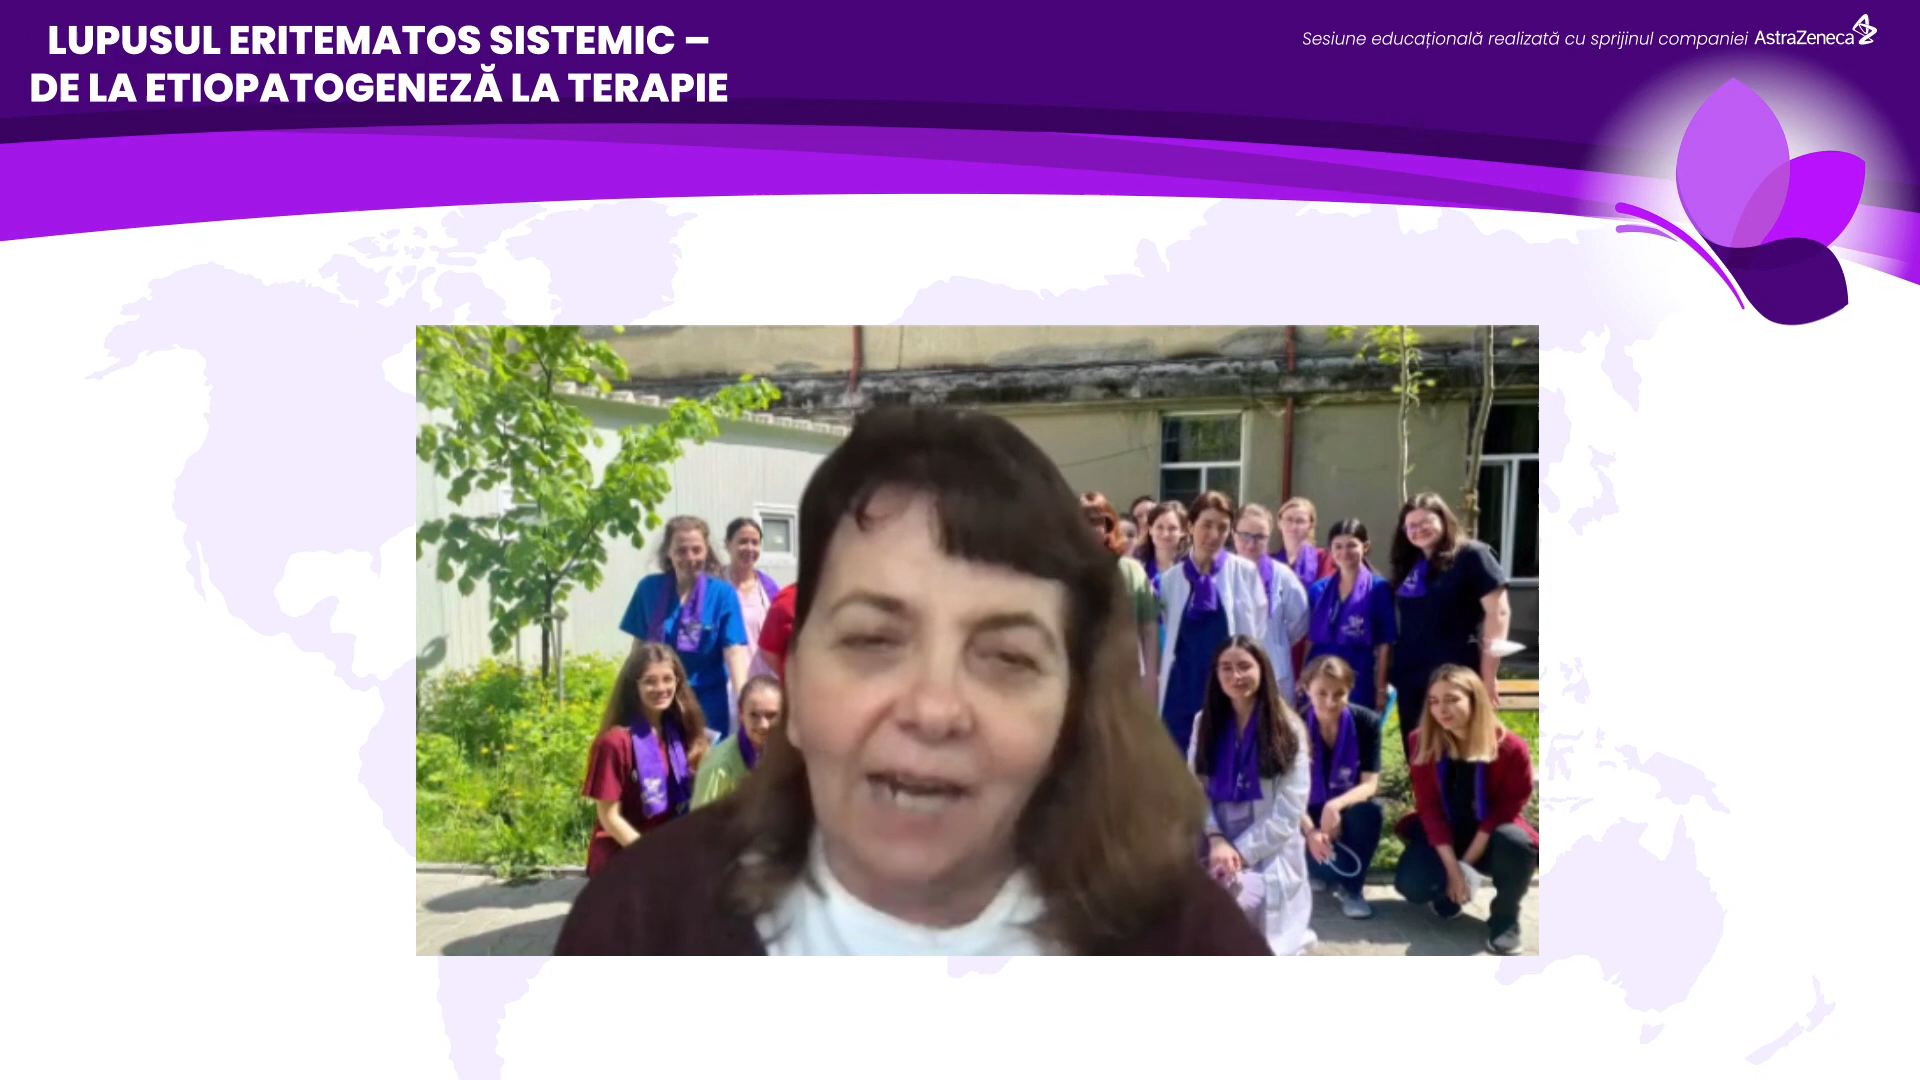 LUPUSUL ERITEMATOS SISTEMIC –
DE LA ETIOPATOGENEZĂ LA TERAPIE
Sesiune educațională realizată cu sprijinul companiei AstraZeneca